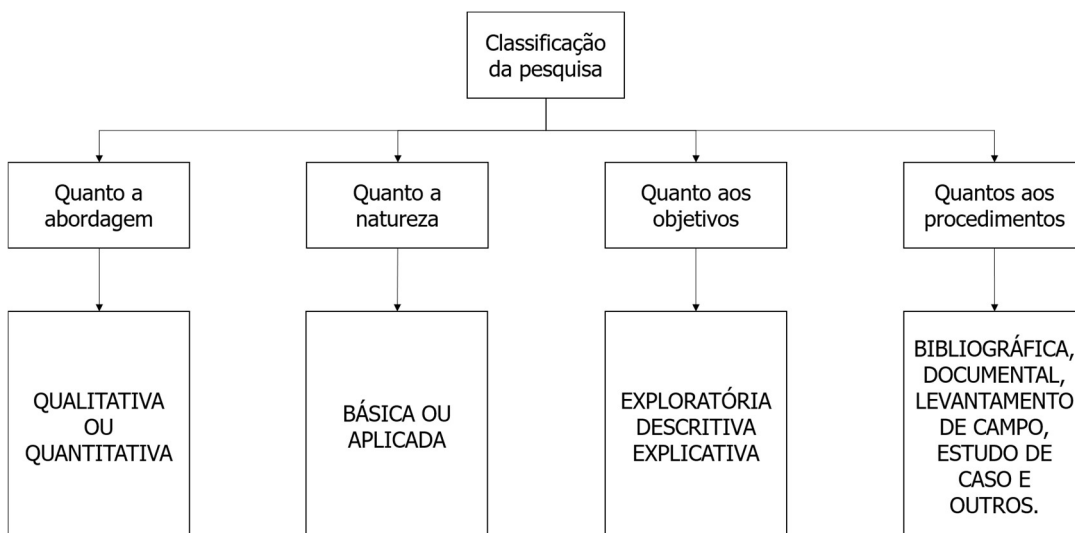 Classificação
da pesquisa
Quanto a
abordagem
Quanto a
natureza
Quanto aos
objetivos
Quantos aos
procedimentos
QUALITATIVA
OU
QUANTITATIVA
BÁSICA OU
APLICADA
EXPLORATÓRIA
DESCRITIVA
EXPLICATIVA
BIBLIOGRÁFICA,
DOCUMENTAL,
LEVANTAMENTO
DE CAMPO,
ESTUDO DE
CASO E
OUTROS.